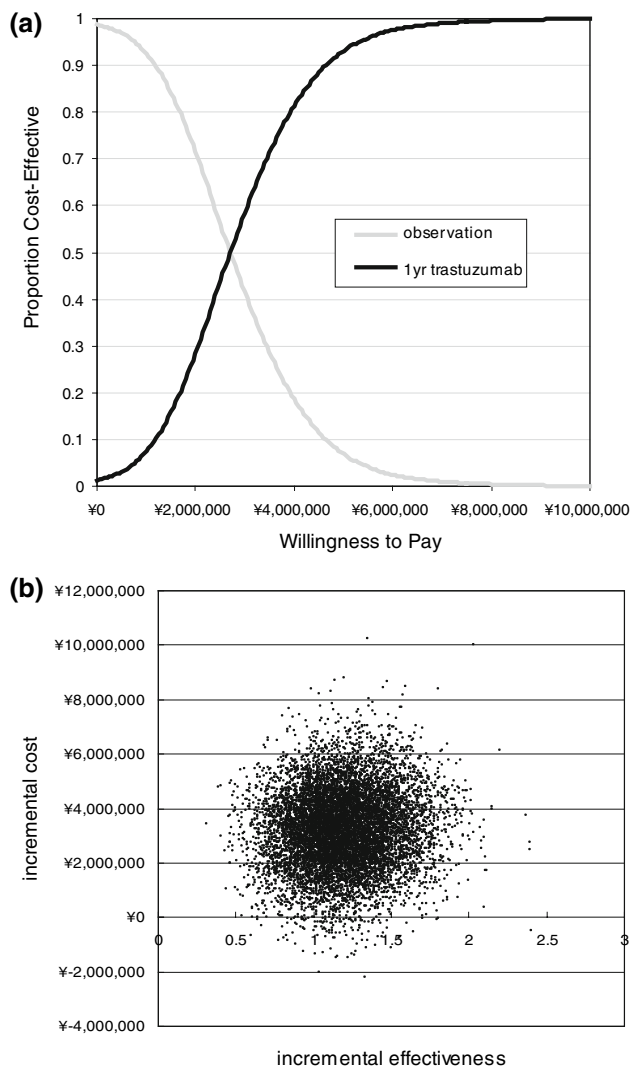 (a)
Proportion Cost-Effective
1
0.9
0.8
0.7
0.6
0.5
0.4
0.3
0.2
0.1
0
observation
1yr trastuzumab
¥0 ¥2,000,000 ¥4,000,000 ¥6,000,000 ¥8,000,000 ¥10,000,000
Willingness to Pay
(b)
incremental cost
¥12,000,000
¥10,000,000
¥8,000,000
¥6,000,000
¥4,000,000
¥2,000,000
¥0
¥-2,000,000
¥-4,000,000
0 0.5 1 1.5 2 2.5 3
incremental effectiveness